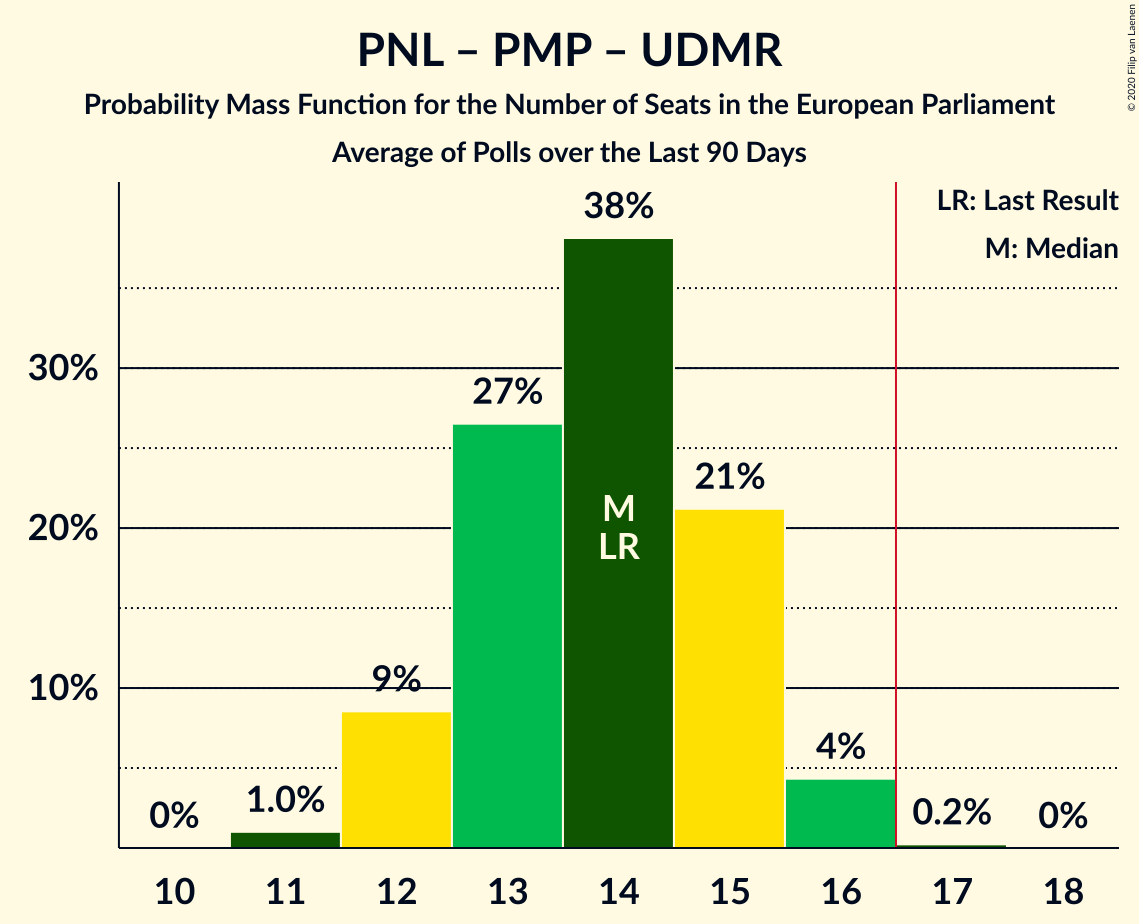 PNL – PMP – UDMR
Probability Mass Function for the Number of Seats in the European Parliament
Average of Polls over the Last 90 Days
© 2020 Filip van Laenen
LR: Last Result
M: Median
30%
20%
10%
0%
1.0%
9%
27%
38%
21%
4%
0.2%
0%
M
LR
10 11 12 13 14 15 16 17 18